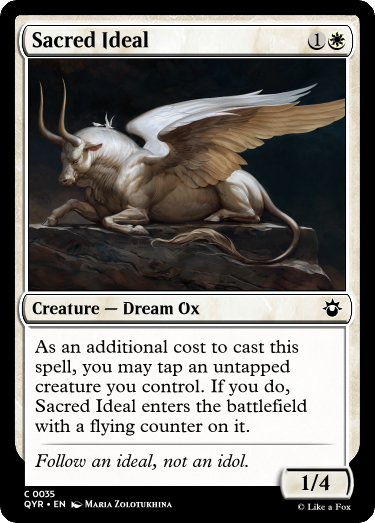 Sacred Ideal 1
Creature — Dream Ox
As an additional cost to cast this
spell, you may tap an untapped
creature you control. If you do,
Sacred Ideal enters the battlefield
with a flying counter on it.
Follow an ideal, not an idol.
1/4
C 0035
QYR • EN Maria Zolotukhina
© Like a Fox